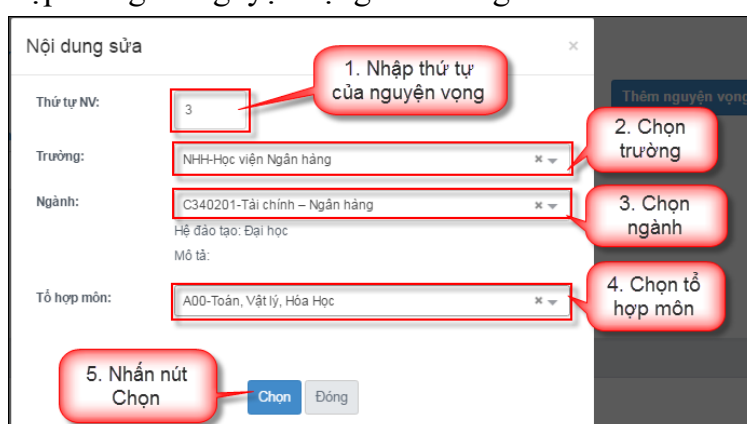 Nội dung sửa
×
1. Nhập thứ tự
của nguyện vọng
Thứ tự NV:
3
Thêm nguyện vọng
2. Chọn
trường
Trường:
NHH-Học viện Ngân hàng
3. Chọn
ngành
Ngành:
C340201-Tài chính – Ngân hàng
Hệ đào tạo: Đại học
Mô tả:
4. Chọn tổ
hợp môn
Tổ hợp môn:
A00-Toán, Vật lý, Hóa Học
5. Nhấn nút
Chọn
Chọn
Đóng